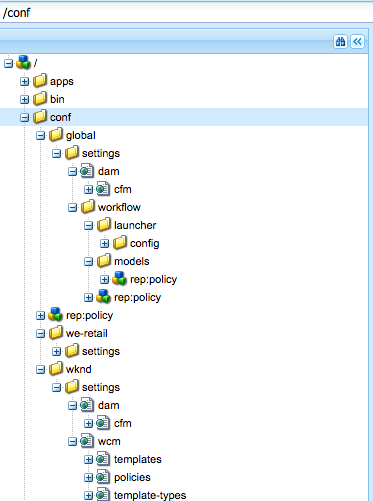 /conf
/
apps
bin
conf
global
settings
dam
cfm
workflow
launcher
config
models
rep:policy
rep:policy
rep:policy
we-retail
settings
wknd
settings
dam
cfm
wcm
templates
policies
template-types